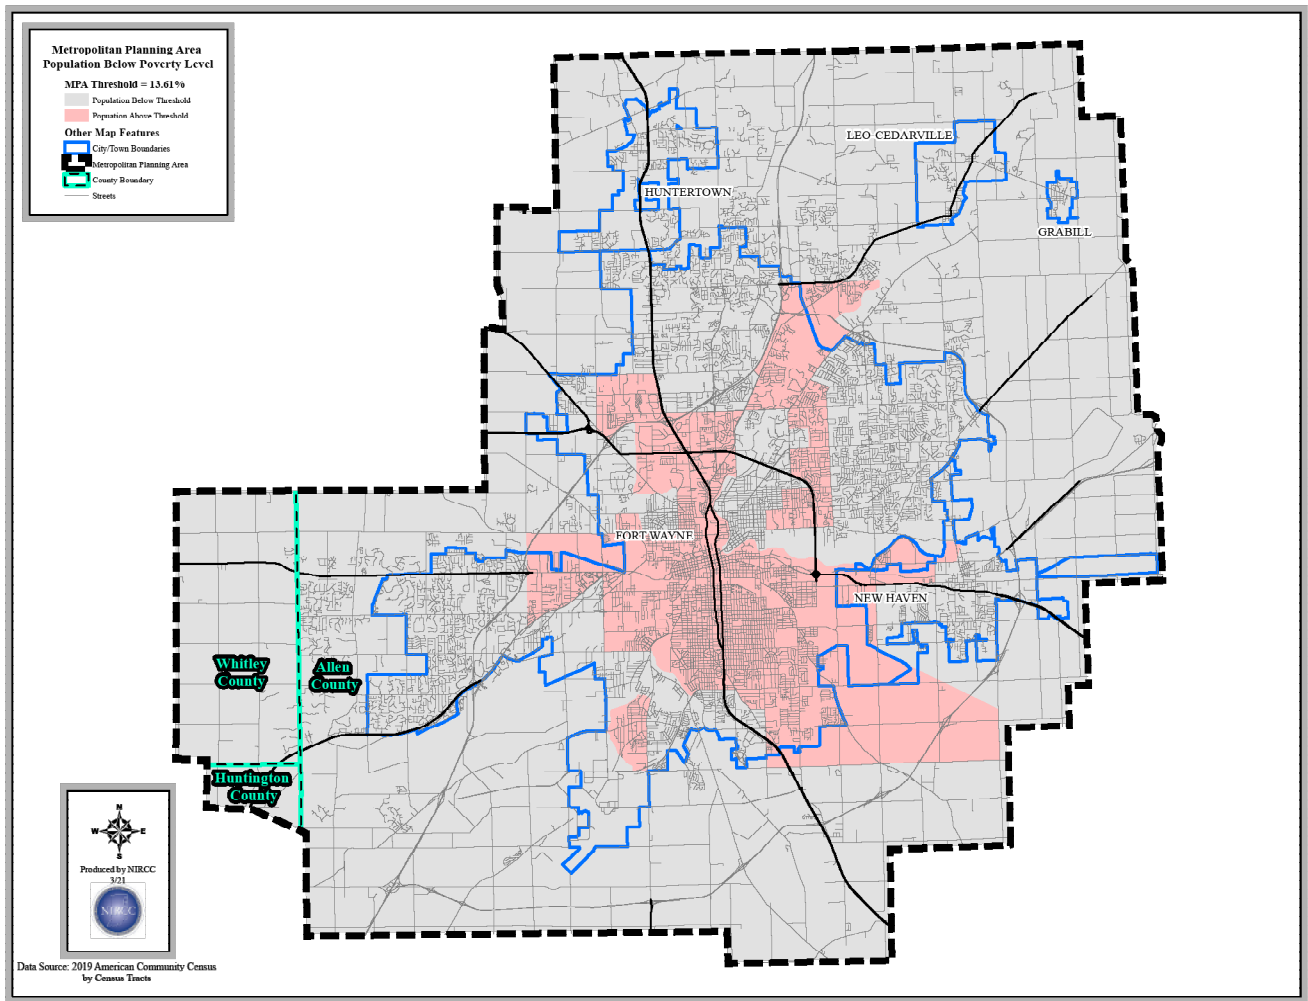 Metropolitan Planning Area
Population Below Poverty Level
MPA Threshold = 13.61%
Population Below Threshold
Popuation Above Threshold
Other Map Features
City/Town Boundaries
Metropolitan Planning Area
County Boundary
Streets
LEO-CEDARVILLE
HUNTERTOWN
GRABILL
FORT WAYNE
NEW HAVEN
Whitley
County
Allen
County
Huntington
County
N
W
E
S
Produced by NIRCC
3/21
NIRCC
Data Source: 2019 American Community Census
by Census Tracts